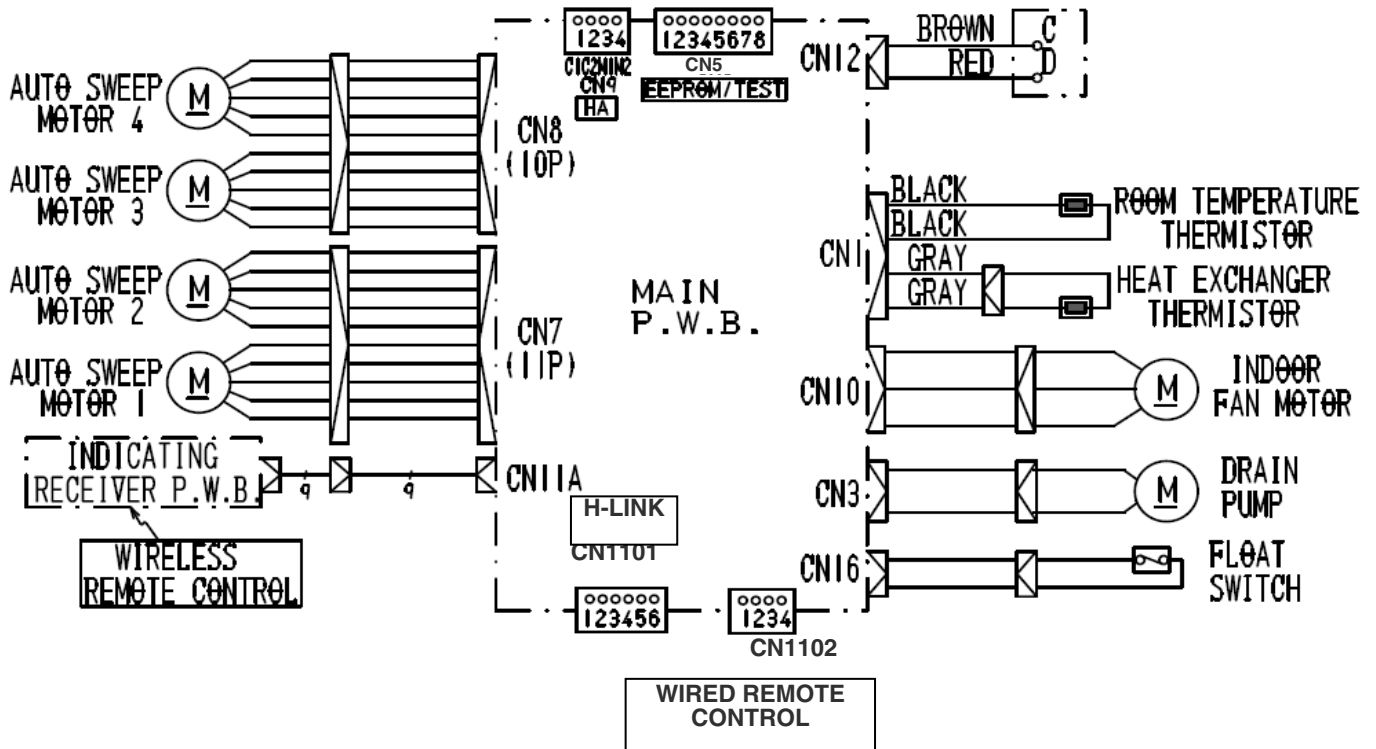 1234
12345678
C1C2M1N2
CN9
HA
CN5
EEPROM/TEST
CN12
BROWN
RED
C
D
AUTO SWEEP
MOTOR 4
M
CN8
(10P)
AUTO SWEEP
MOTOR 3
M
AUTO SWEEP
MOTOR 2
M
CN7
(11P)
AUTO SWEEP
MOTOR 1
M
INDICATING
RECEIVER P.W.B.
9
9
CN11A
WIRELESS
REMOTE CONTROL
MAIN
P.W.B.
CN1
BLACK
BLACK
GRAY
GRAY
ROOM TEMPERATURE
THERMISTOR
HEAT EXCHANGER
THERMISTOR
CN10
M
INDOOR
FAN MOTOR
CN3
M
DRAIN
PUMP
CN16
FLOAT
SWITCH
H-LINK
CN1101
123456
1234
CN1102
WIRED REMOTE
CONTROL